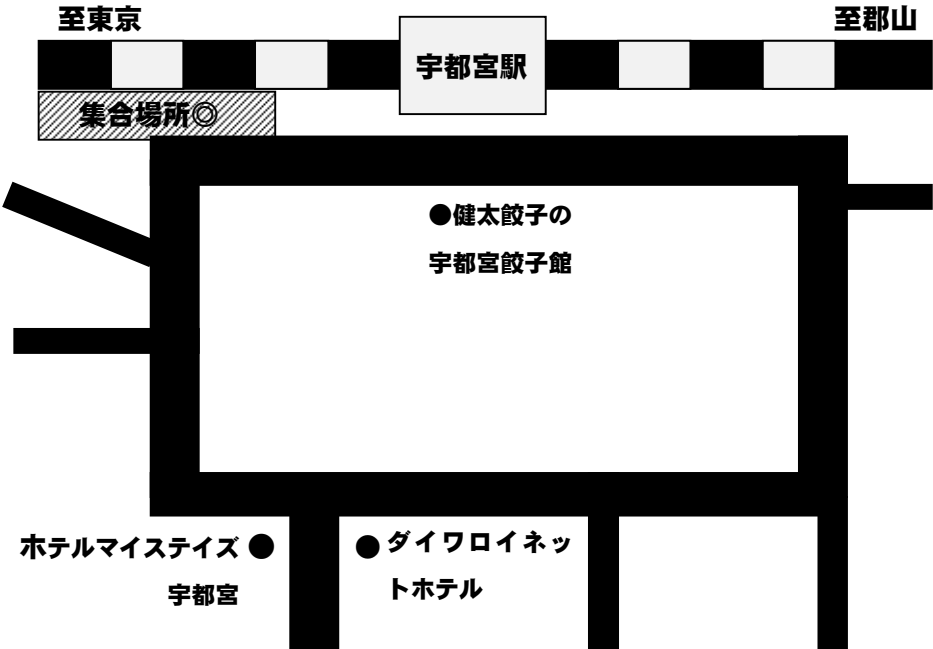 至東京
至郡山
宇都宮駅
集合場所◎
●健太餃子の
宇都宮餃子館
ホテルマイステイズ ●
宇都宮
● ダイワロイネッ
トホテル